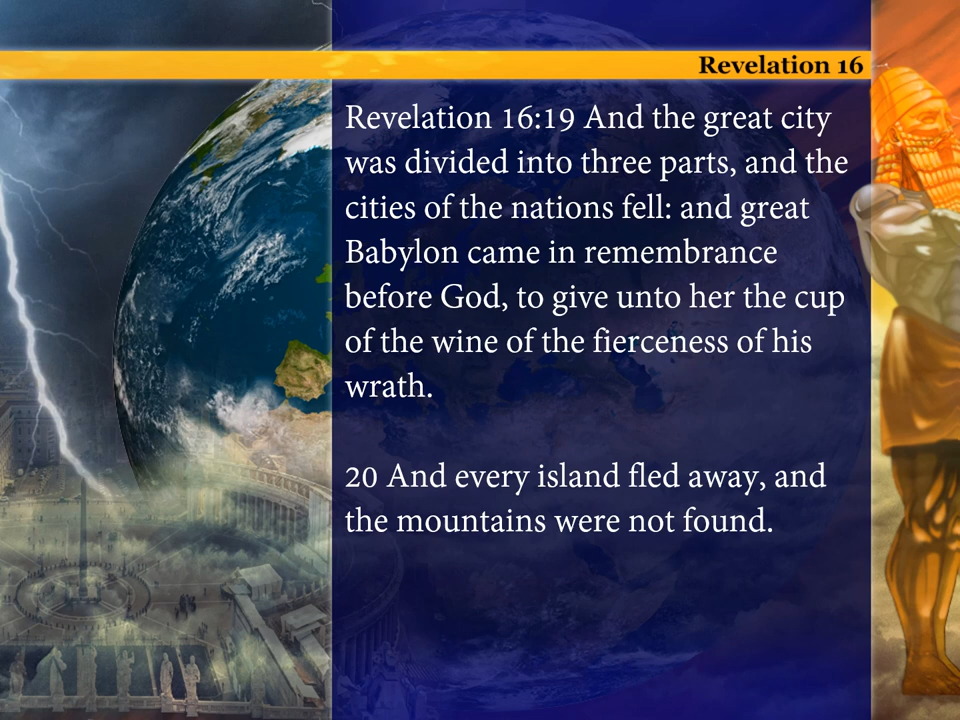 Revelation 16
Revelation 16:19 And the great city
was divided into three parts, and the
cities of the nations fell: and great
Babylon came in remembrance
before God, to give unto her the cup
of the wine of the fierceness of his
wrath.
20 And every island fled away, and
the mountains were not found.